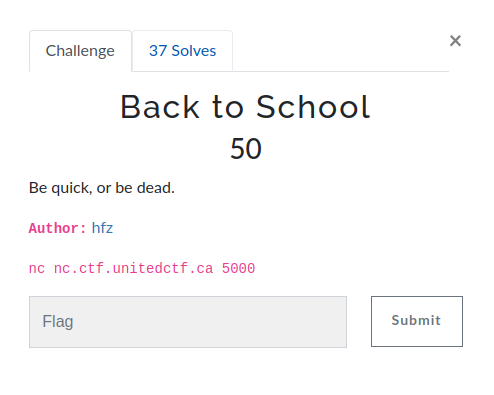 Challenge
37 Solves
×
Back to School
50
Be quick, or be dead.
Author: hfz
nc nc.ctf.unitedctf.ca 5000
Flag
Submit